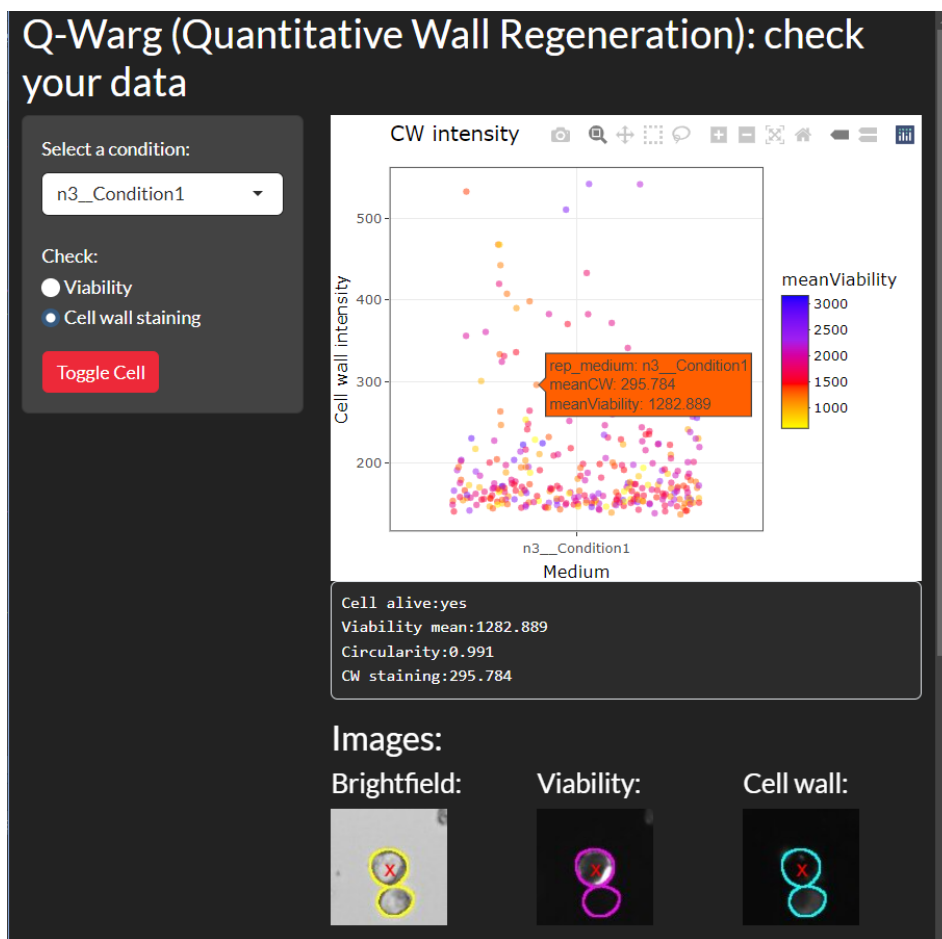 Q-Warg (Quantitative Wall Regeneration): check
your data
Select a condition:
n3__Condition1
Check:
Viability
Cell wall staining
Toggle Cell
CW intensity
500
400
300
200
Cell wall intensity
rep_medium: n3__Condition1
meanCW: 295.784
meanViability: 1282.889
n3__Condition1
Medium
meanViability
3000
2500
2000
1500
1000
Cell alive:yes
Viability mean:1282.889
Circularity:0.991
CW staining:295.784
Images:
Brightfield:
Viability:
Cell wall:
X
X
X